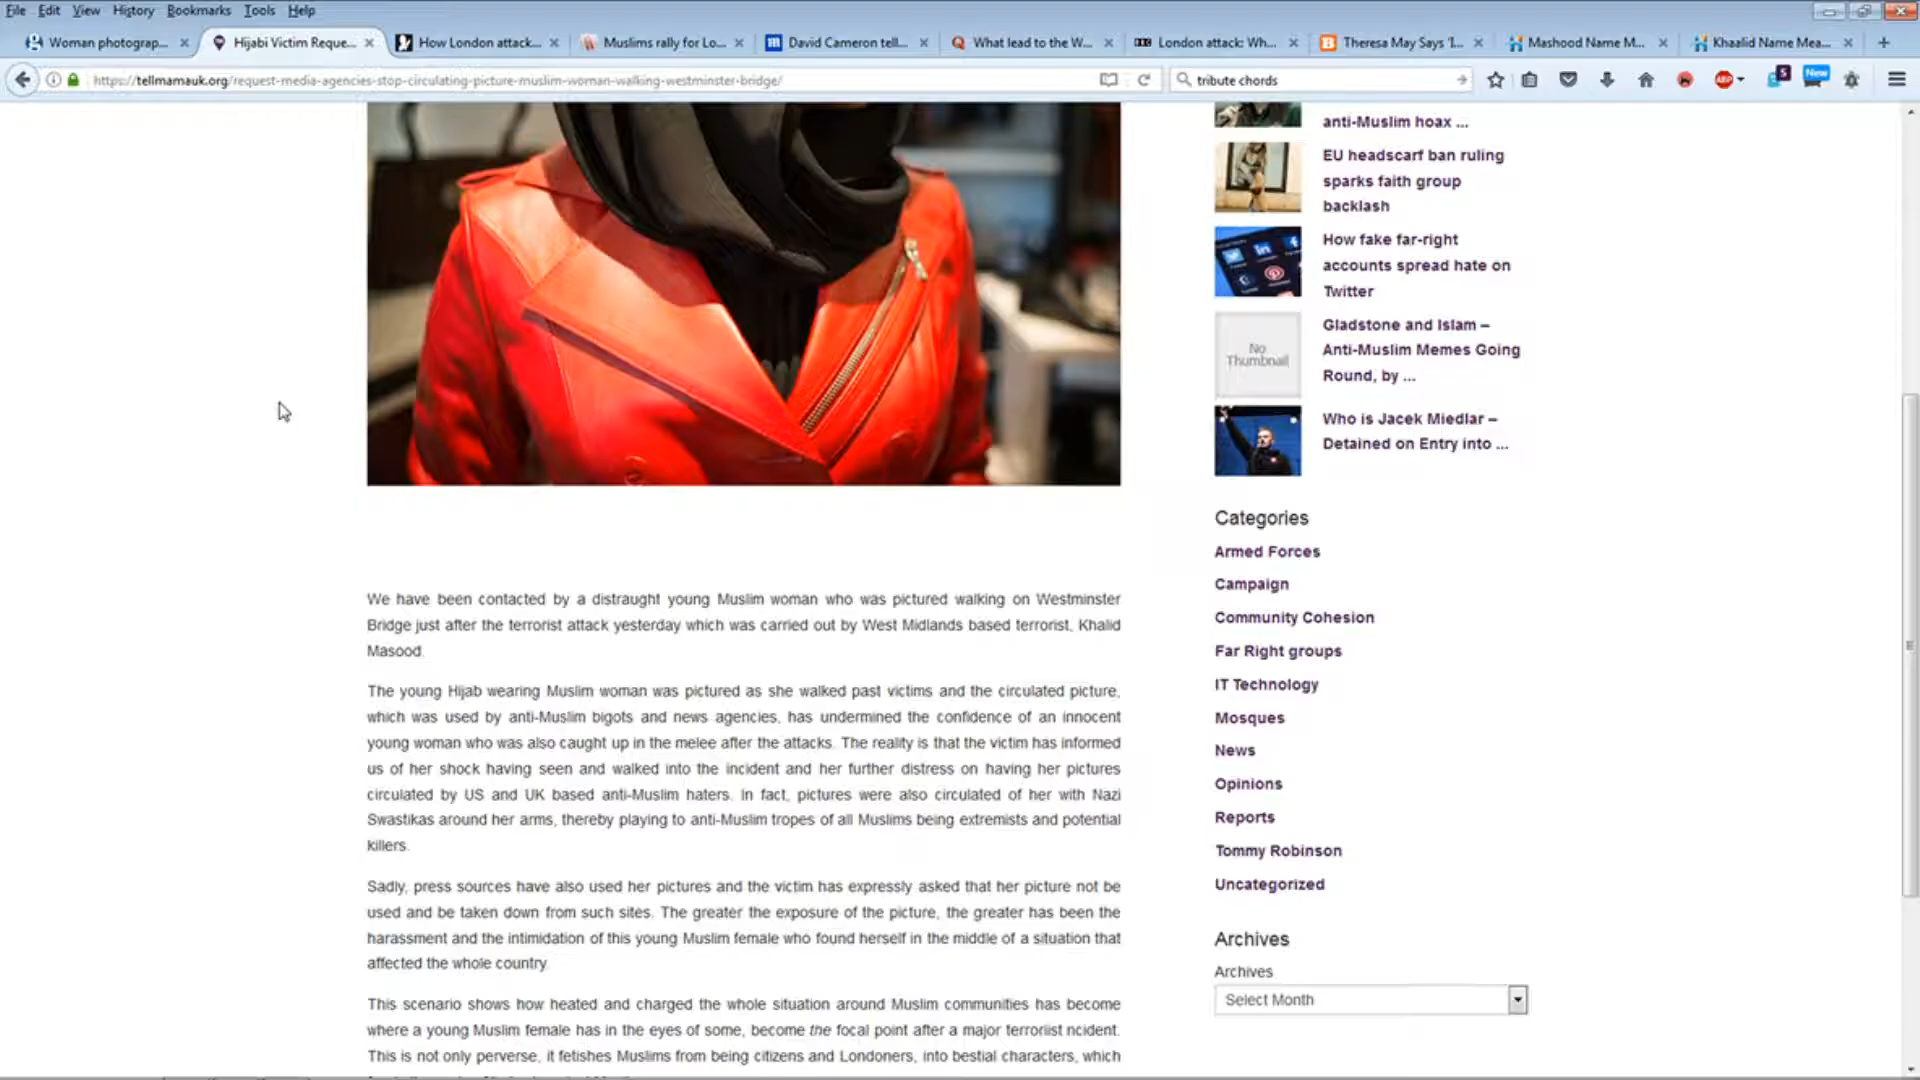 File Edit View History Bookmarks Tools Help
Woman photograp...
Hijabi Victim Reque...
How London attack...
Muslims rally for Lo...
David Cameron tell...
What lead to the W...
London attack: Wh...
Theresa May Says 'I...
Mashood Name M...
Khaalid Name Mea...
https://tellmamauk.org/request-media-agencies-stop-circulating-picture-muslim-woman-walking-westminster-bridge/
tribute chords
ABP
5
New
anti-Muslim hoax ...
EU headscarf ban ruling
sparks faith group
backlash
How fake far-right
accounts spread hate on
Twitter
No
Thumbnail
Gladstone and Islam –
Anti-Muslim Memes Going
Round, by ...
Who is Jacek Miedlar –
Detained on Entry into ...
Categories
Armed Forces
Campaign
Community Cohesion
Far Right groups
IT Technology
Mosques
News
Opinions
Reports
Tommy Robinson
Uncategorized
Archives
Archives
Select Month
We have been contacted by a distraught young Muslim woman who was pictured walking on Westminster
Bridge just after the terrorist attack yesterday which was carried out by West Midlands based terrorist, Khalid
Masood.
The young Hijab wearing Muslim woman was pictured as she walked past victims and the circulated picture,
which was used by anti-Muslim bigots and news agencies, has undermined the confidence of an innocent
young woman who was also caught up in the melee after the attacks. The reality is that the victim has informed
us of her shock having seen and walked into the incident and her further distress on having her pictures
circulated by US and UK based anti-Muslim haters. In fact, pictures were also circulated of her with Nazi
Swastikas around her arms, thereby playing to anti-Muslim tropes of all Muslims being extremists and potential
killers.
Sadly, press sources have also used her pictures and the victim has expressly asked that her picture not be
used and be taken down from such sites. The greater the exposure of the picture, the greater has been the
harassment and the intimidation of this young Muslim female who found herself in the middle of a situation that
affected the whole country.
This scenario shows how heated and charged the whole situation around Muslim communities has become
where a young Muslim female has in the eyes of some, become the focal point after a major terroriist ncident.
This is not only perverse, it fetishes Muslims from being citizens and Londoners, into bestial characters, which